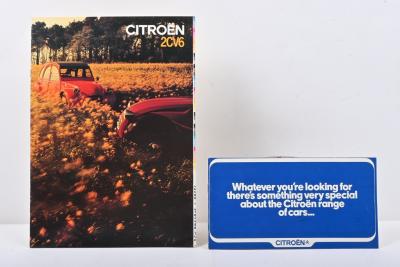 CITROËN
2CV6
Whatever you're looking for
there's something very special
about the Citroën range
of cars....
CITROËN